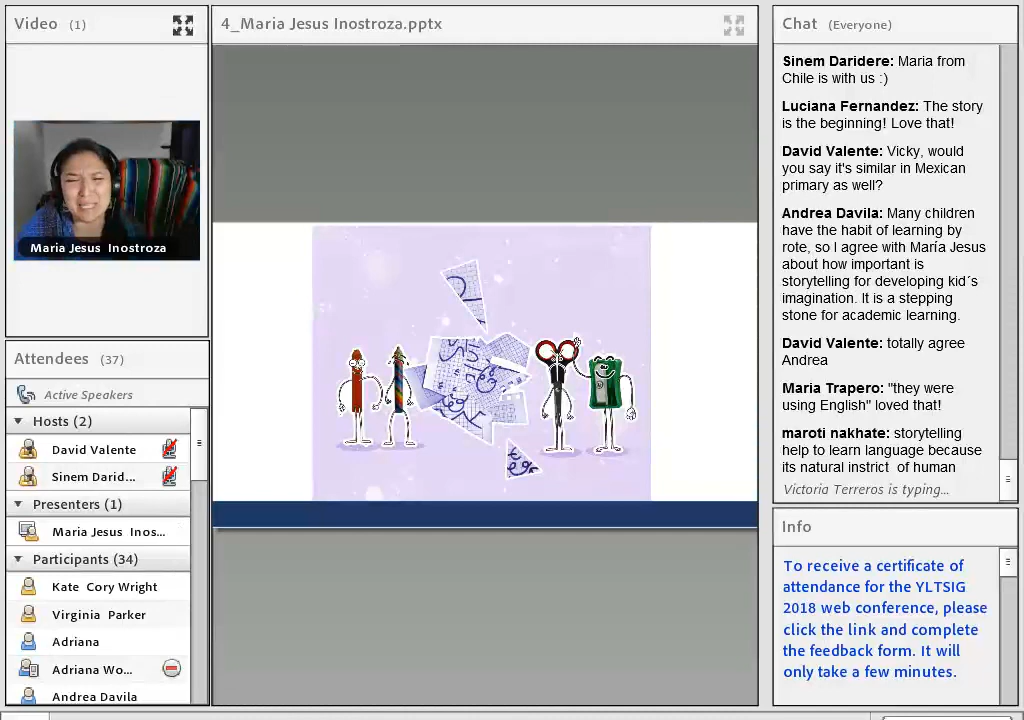 Video (1)
Maria Jesus Inostroza
Attendees (37)
Active Speakers
Hosts (2)
David Valente
Sinem Darid...
Presenters (1)
Maria Jesus Inos...
Participants (34)
Kate Cory Wright
Virginia Parker
Adriana
Adriana Wo...
Andrea Davila
4_Maria Jesus Inostroza.pptx
Chat (Everyone)
Sinem Daridere: Maria from
Chile is with us :)
Luciana Fernandez: The story
is the beginning! Love that!
David Valente: Vicky, would
you say it's similar in Mexican
primary as well?
Andrea Davila: Many children
have the habit of learning by
rote, so I agree with María Jesus
about how important is
storytelling for developing kid´s
imagination. It is a stepping
stone for academic learning.
David Valente: totally agree
Andrea
Maria Trapero: "they were
using English" loved that!
maroti nakhate: storytelling
help to learn language because
its natural instrict of human
Victoria Terreros is typing...
Info
To receive a certificate of
attendance for the YLTSIG
2018 web conference, please
click the link and complete
the feedback form. It will
only take a few minutes.